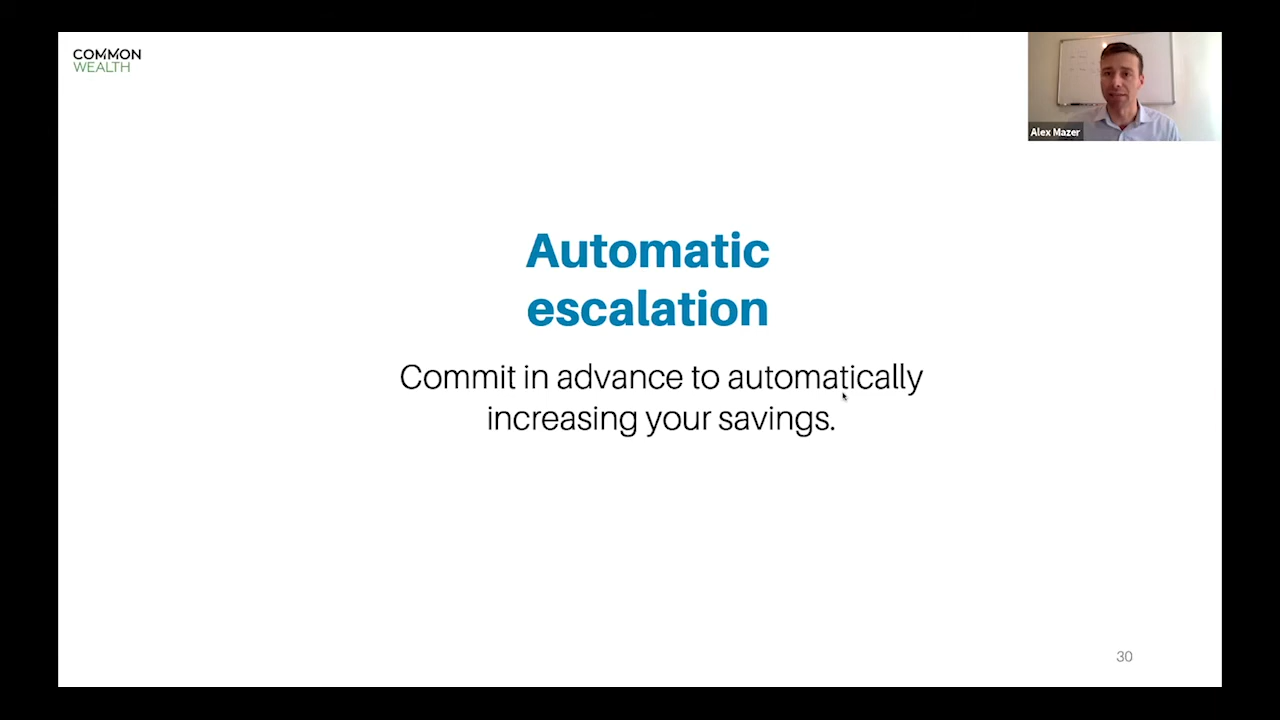 COMMON
WEALTH
Alex Mazer
Automatic
escalation
Commit in advance to automatically
increasing your savings.
30